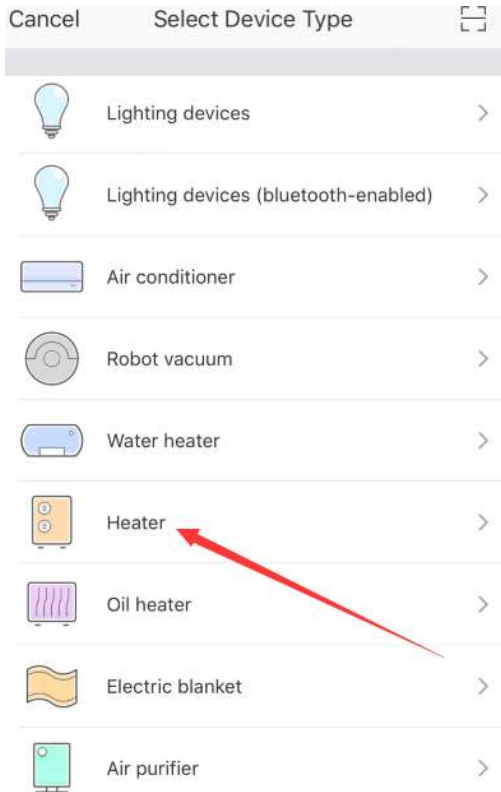 Cancel Select Device Type
Lighting devices
Lighting devices (bluetooth-enabled)
Air conditioner
Robot vacuum
Water heater
Heater
Oil heater
Electric blanket
Air purifier